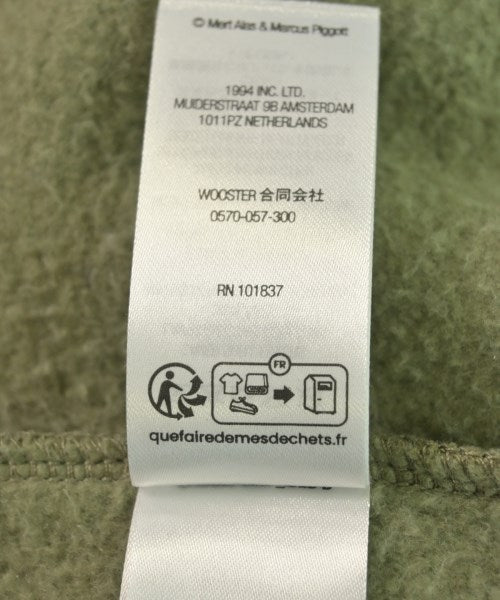 © Mert Alas & Marcus Piggott
1994 INC. LTD.
MUIDERSTRAAT 9B AMSTERDAM
1011PZ NETHERLANDS
WOOSTER 合同会社
0570-057-300
RN 101837
FR
quefairedemesdechets.fr